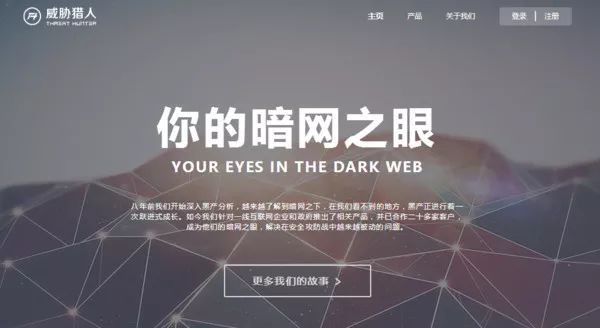 威胁猎人
THREAT HUNTER
主页 产品 关于我们 登录 | 注册
你的暗网之眼
YOUR EYES IN THE DARK WEB
八年前我们开始深入黑产分析，越来越了解到暗网之下，在我们看不到的地方，黑产正进行着一
次跃进式成长。如今我们针对一线互联网企业和政府推出了相关产品，并已合作二十多家客户，
成为他们的暗网之眼，解决在安全攻防战中越来越被动的问题。
更多我们的故事 >